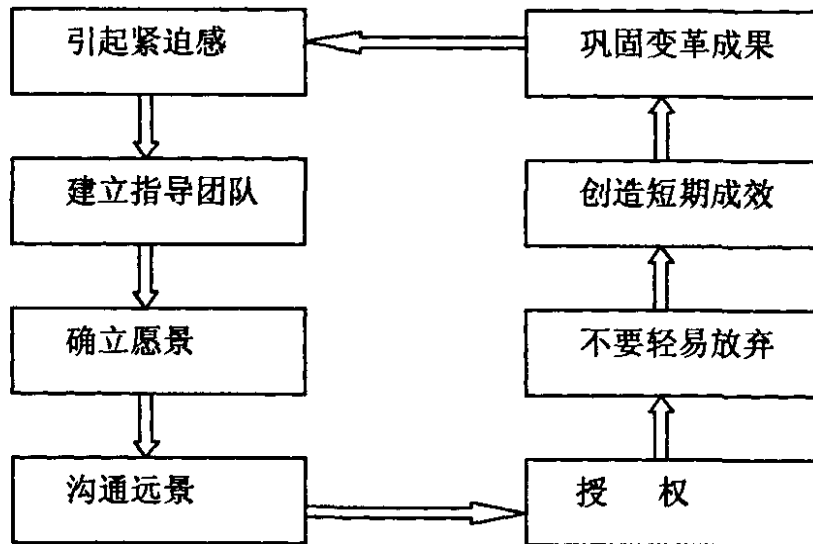 引起紧迫感
建立指导团队
确立愿景
沟通远景
授 权
不要轻易放弃
创造短期成效
巩固变革成果